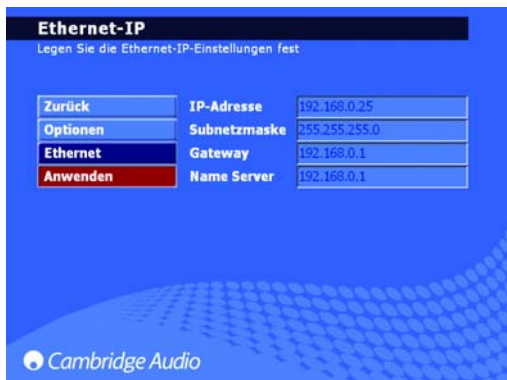 Ethernet-IP
Legen Sie die Ethernet-IP-Einstellungen fest
Zurück IP-Adresse 192.168.0.25
Optionen Subnetzmaske 255.255.255.0
Ethernet Gateway 192.168.0.1
Anwenden Name Server 192.168.0.1
Cambridge Audio